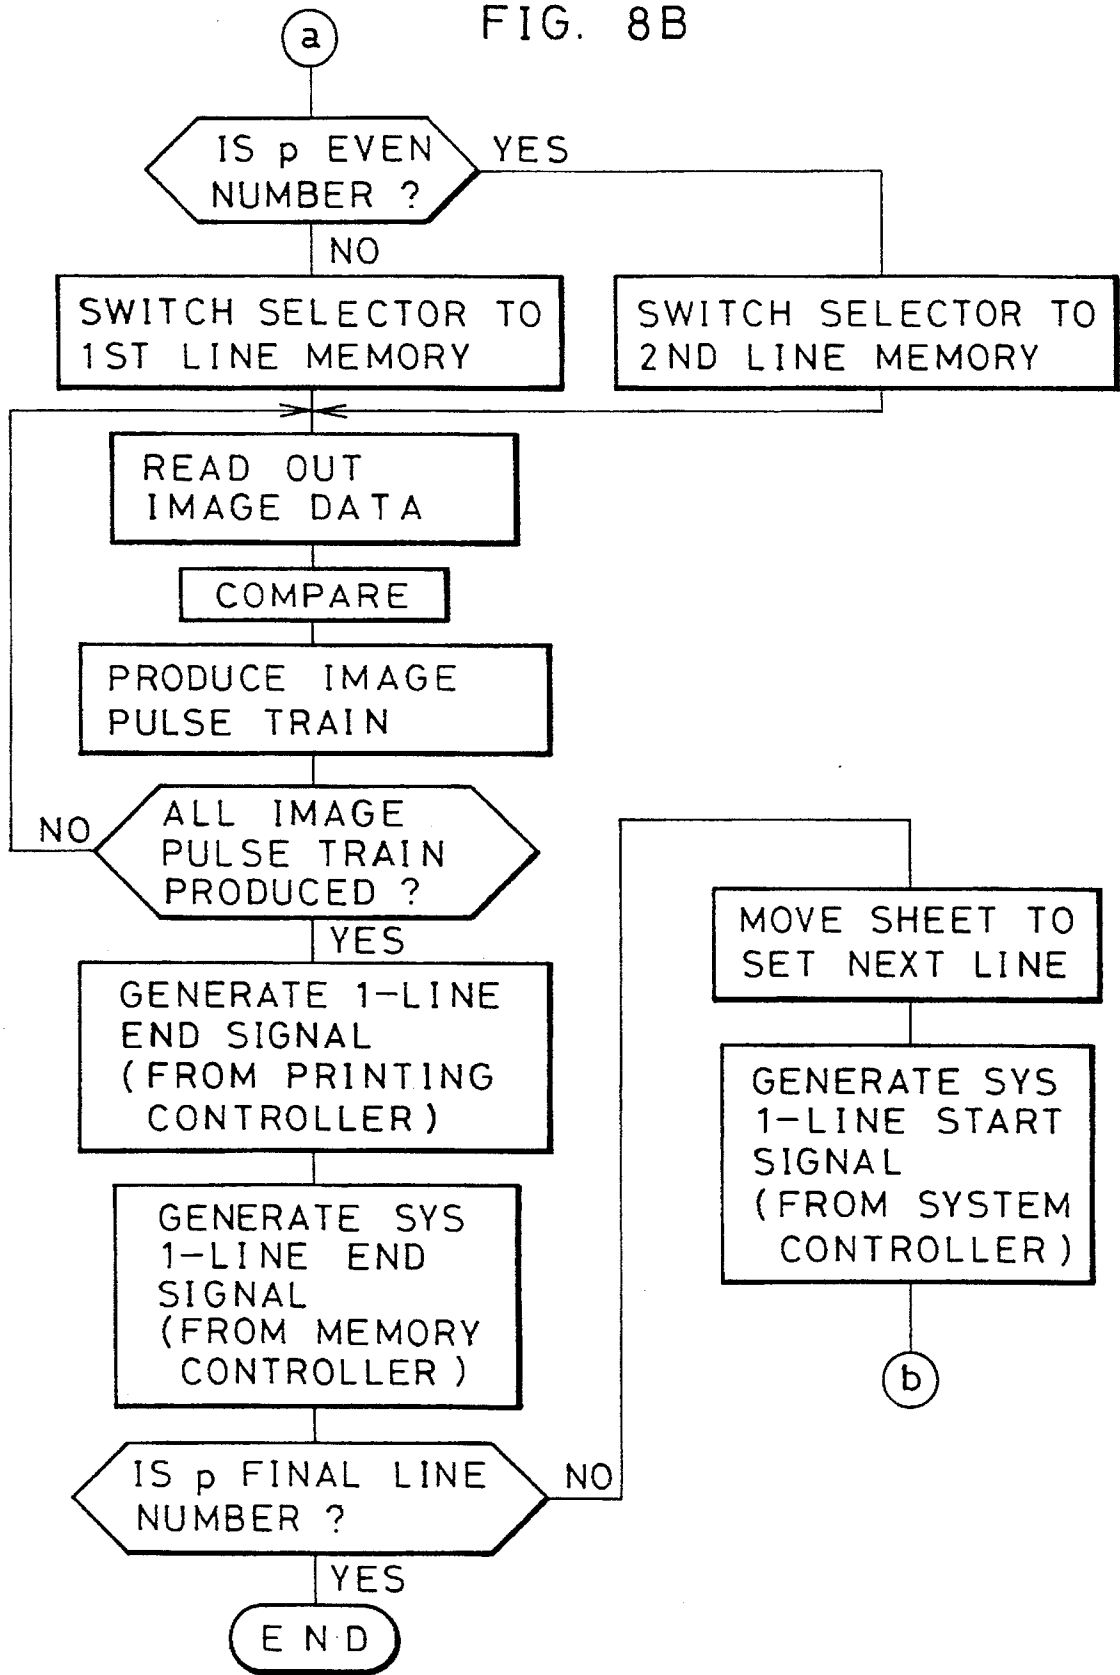 FIG. 8B
a
IS p EVEN
NUMBER ?
YES
NO
SWITCH SELECTOR TO
1ST LINE MEMORY
SWITCH SELECTOR TO
2ND LINE MEMORY
READ OUT
IMAGE DATA
COMPARE
PRODUCE IMAGE
PULSE TRAIN
ALL IMAGE
PULSE TRAIN
PRODUCED ?
NO
YES
GENERATE 1-LINE
END SIGNAL
(FROM PRINTING
CONTROLLER)
GENERATE SYS
1-LINE END
SIGNAL
(FROM MEMORY
CONTROLLER)
IS p FINAL LINE
NUMBER ?
NO
YES
END
MOVE SHEET TO
SET NEXT LINE
GENERATE SYS
1-LINE START
SIGNAL
(FROM SYSTEM
CONTROLLER)
b